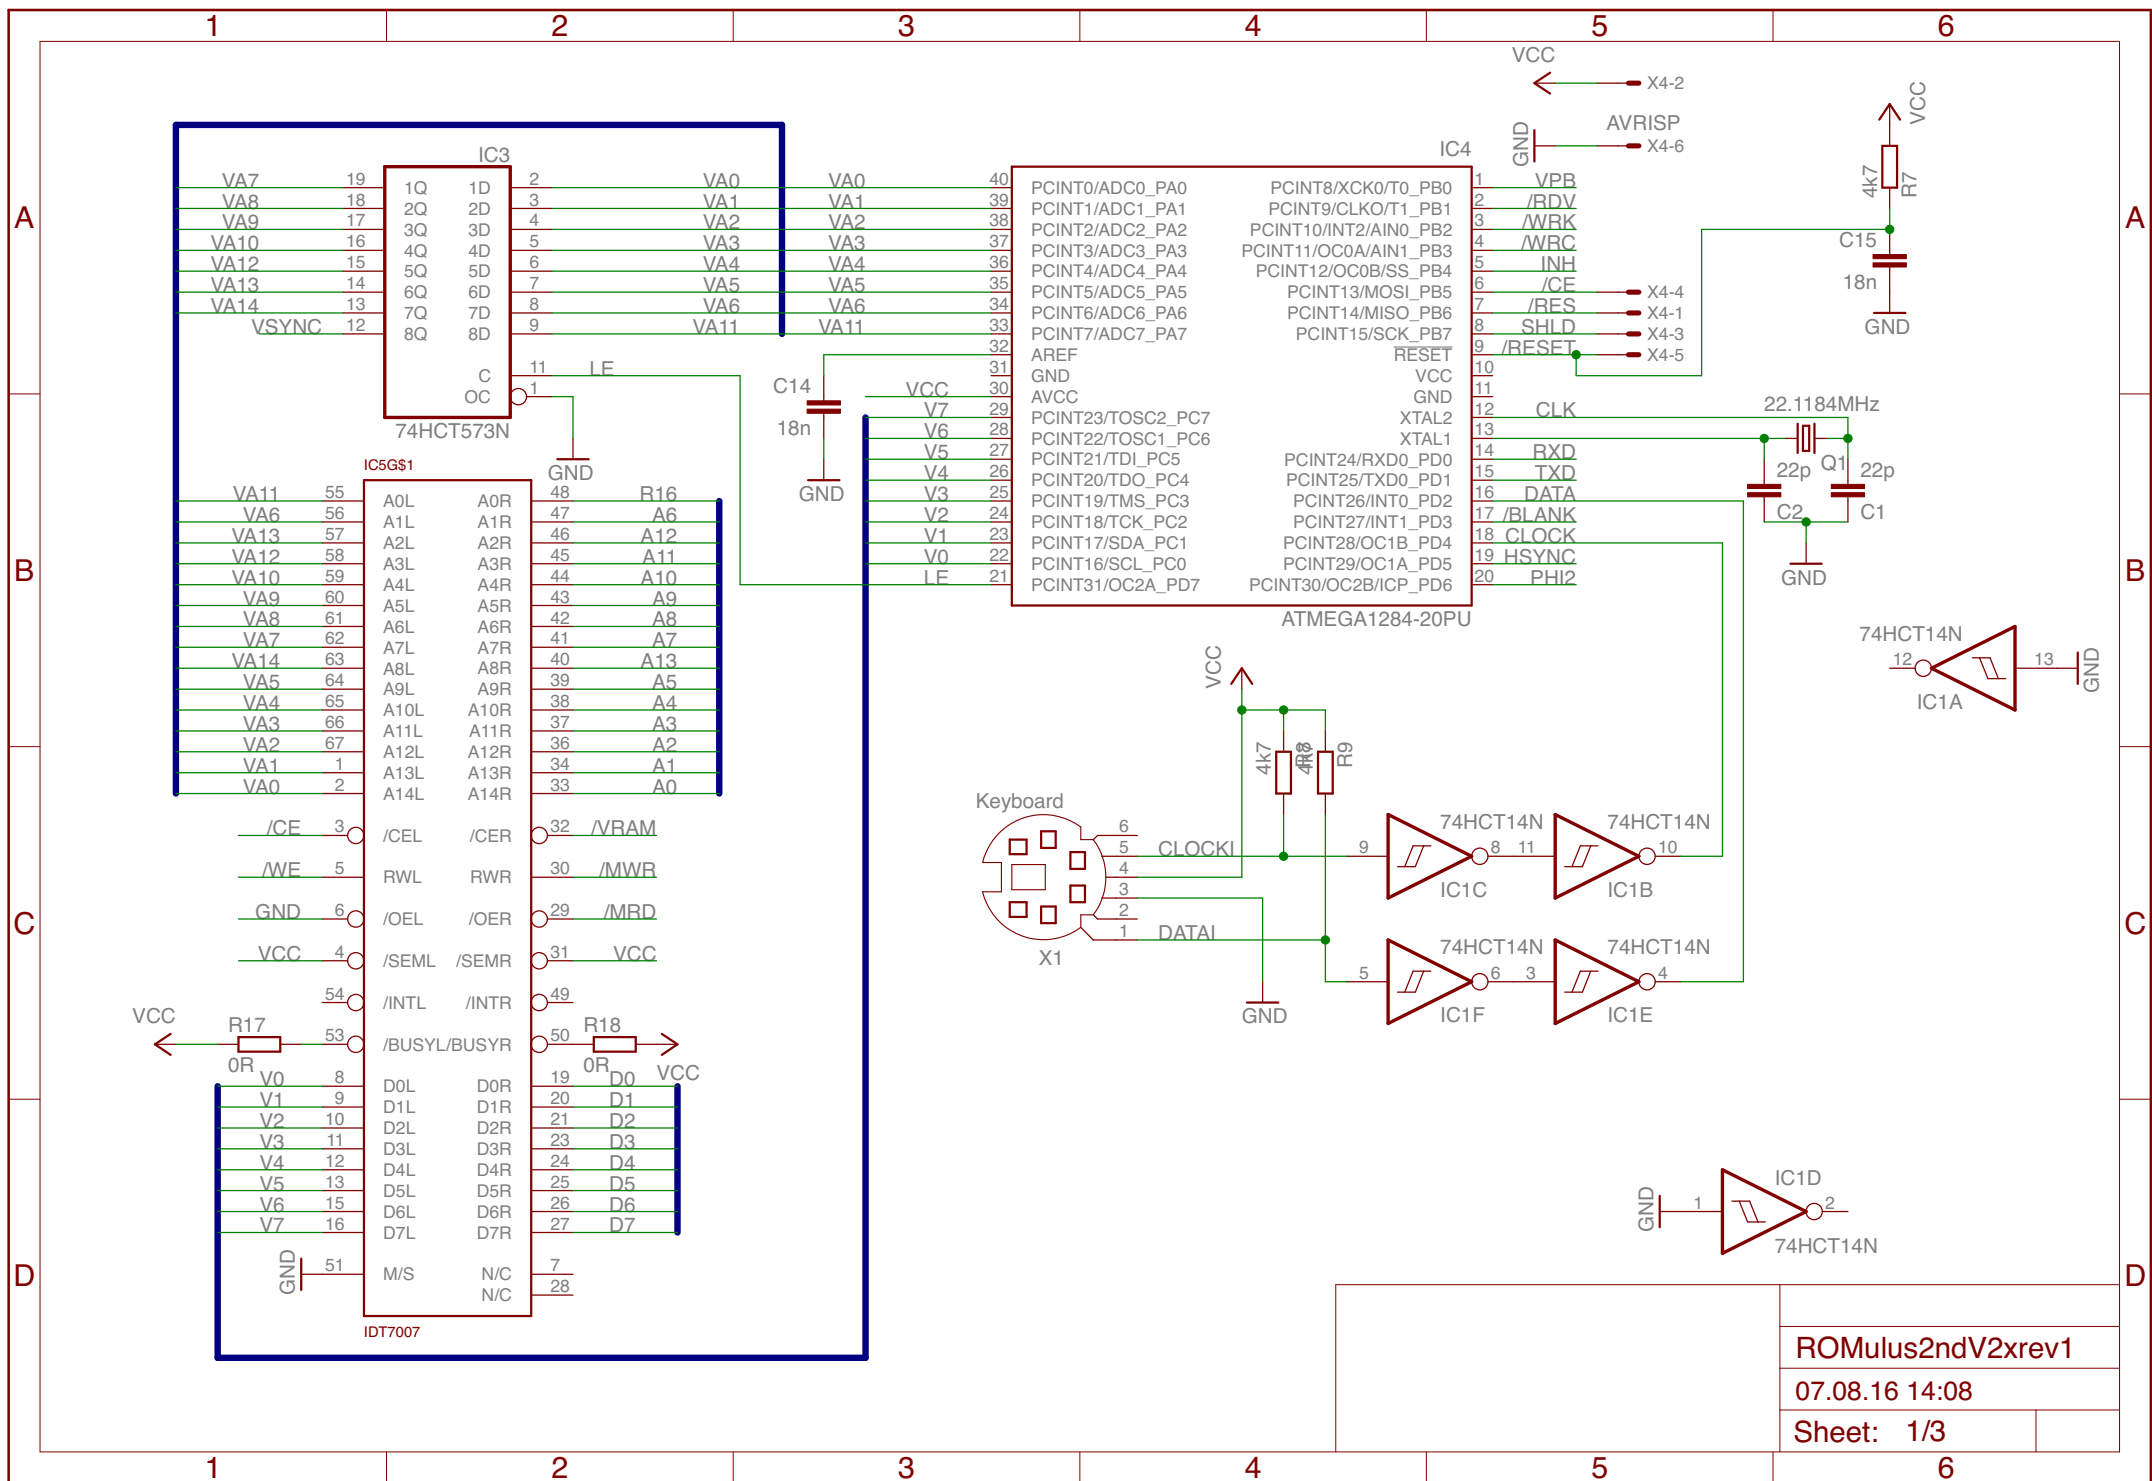 1 2 3 4 5 6
VCC
X4-2
AVRISP
GND
X4-6
VCC
4k7
R7
C15
18n
GND
A A
IC3
VA7 19 1Q 1D 2 VA0 VA0
VA8 18 2Q 2D 3 VA1 VA1
VA9 17 3Q 3D 4 VA2 VA2
VA10 16 4Q 4D 5 VA3 VA3
VA12 15 5Q 5D 6 VA4 VA4
VA13 14 6Q 6D 7 VA5 VA5
VA14 13 7Q 7D 8 VA6 VA6
VSYNC 12 8Q 8D 9 VA11 VA11
C 11 LE
OC 1
74HCT573N
GND
IC4
40 PCINT0/ADC0_PA0 PCINT8/XCK0/T0_PB0 1 VPB
39 PCINT1/ADC1_PA1 PCINT9/CLKO/T1_PB1 2 /RDV
38 PCINT2/ADC2_PA2 PCINT10/INT2/AIN0_PB2 3 /WRK
37 PCINT3/ADC3_PA3 PCINT11/OC0A/AIN1_PB3 4 /WRC
36 PCINT4/ADC4_PA4 PCINT12/OC0B/SS_PB4 5 INH
35 PCINT5/ADC5_PA5 PCINT13/MOSI_PB5 6 /CE X4-4
34 PCINT6/ADC6_PA6 PCINT14/MISO_PB6 7 /RES X4-1
33 PCINT7/ADC7_PA7 PCINT15/SCK_PB7 8 SHLD X4-3
32 AREF RESET 9 /RESET X4-5
31 GND VCC 10
VCC 30 AVCC GND 11
V7 29 PCINT23/TOSC2_PC7 XTAL2 12 CLK
V6 28 PCINT22/TOSC1_PC6 XTAL1 13
V5 27 PCINT21/TDI_PC5 PCINT24/RXD0_PD0 14 RXD
V4 26 PCINT20/TDO_PC4 PCINT25/TXD0_PD1 15 TXD
V3 25 PCINT19/TMS_PC3 PCINT26/INT0_PD2 16 DATA
V2 24 PCINT18/TCK_PC2 PCINT27/INT1_PD3 17 /BLANK
V1 23 PCINT17/SDA_PC1 PCINT28/OC1B_PD4 18 CLOCK
V0 22 PCINT16/SCL_PC0 PCINT29/OC1A_PD5 19 HSYNC
LE 21 PCINT31/OC2A_PD7 PCINT30/OC2B/ICP_PD6 20 PHI2
ATMEGA1284-20PU
C14
18n
GND
22.1184MHz
Q1
22p 22p
C2 C1
GND
B B
IC5G$1
VA11 55 A0L A0R 48 R16
VA6 56 A1L A1R 47 A6
VA13 57 A2L A2R 46 A12
VA12 58 A3L A3R 45 A11
VA10 59 A4L A4R 44 A10
VA9 60 A5L A5R 43 A9
VA8 61 A6L A6R 42 A8
VA7 62 A7L A7R 41 A7
VA14 63 A8L A8R 40 A13
VA5 64 A9L A9R 39 A5
VA4 65 A10L A10R 38 A4
VA3 66 A11L A11R 37 A3
VA2 67 A12L A12R 36 A2
VA1 1 A13L A13R 34 A1
VA0 2 A14L A14R 33 A0
/CE 3 /CEL /CER 32 /VRAM
/WE 5 RWL RWR 30 /MWR
GND 6 /OEL /OER 29 /MRD
VCC 4 /SEML /SEMR 31 VCC
54 /INTL /INTR 49
VCC R17 0R 53 /BUSYL/BUSYR 50 R18 0R VCC
V0 8 D0L D0R 19 D0
V1 9 D1L D1R 20 D1
V2 10 D2L D2R 21 D2
V3 11 D3L D3R 23 D3
V4 12 D4L D4R 24 D4
V5 13 D5L D5R 25 D5
V6 15 D6L D6R 26 D6
V7 16 D7L D7R 27 D7
GND 51 M/S N/C 7
N/C 28
IDT7007
74HCT14N
12 13 GND
IC1A
VCC
4k7 R8
4k7 R9
Keyboard
6
5 CLOCKI
4
3
2
1 DATAI
X1
GND
74HCT14N 74HCT14N
9 8 11 10
IC1C IC1B
74HCT14N 74HCT14N
5 6 3 4
IC1F IC1E
C C
IC1D
GND 1 2
74HCT14N
D D
ROMulus2ndV2xrev1
07.08.16 14:08
Sheet: 1/3
1 2 3 4 5 6